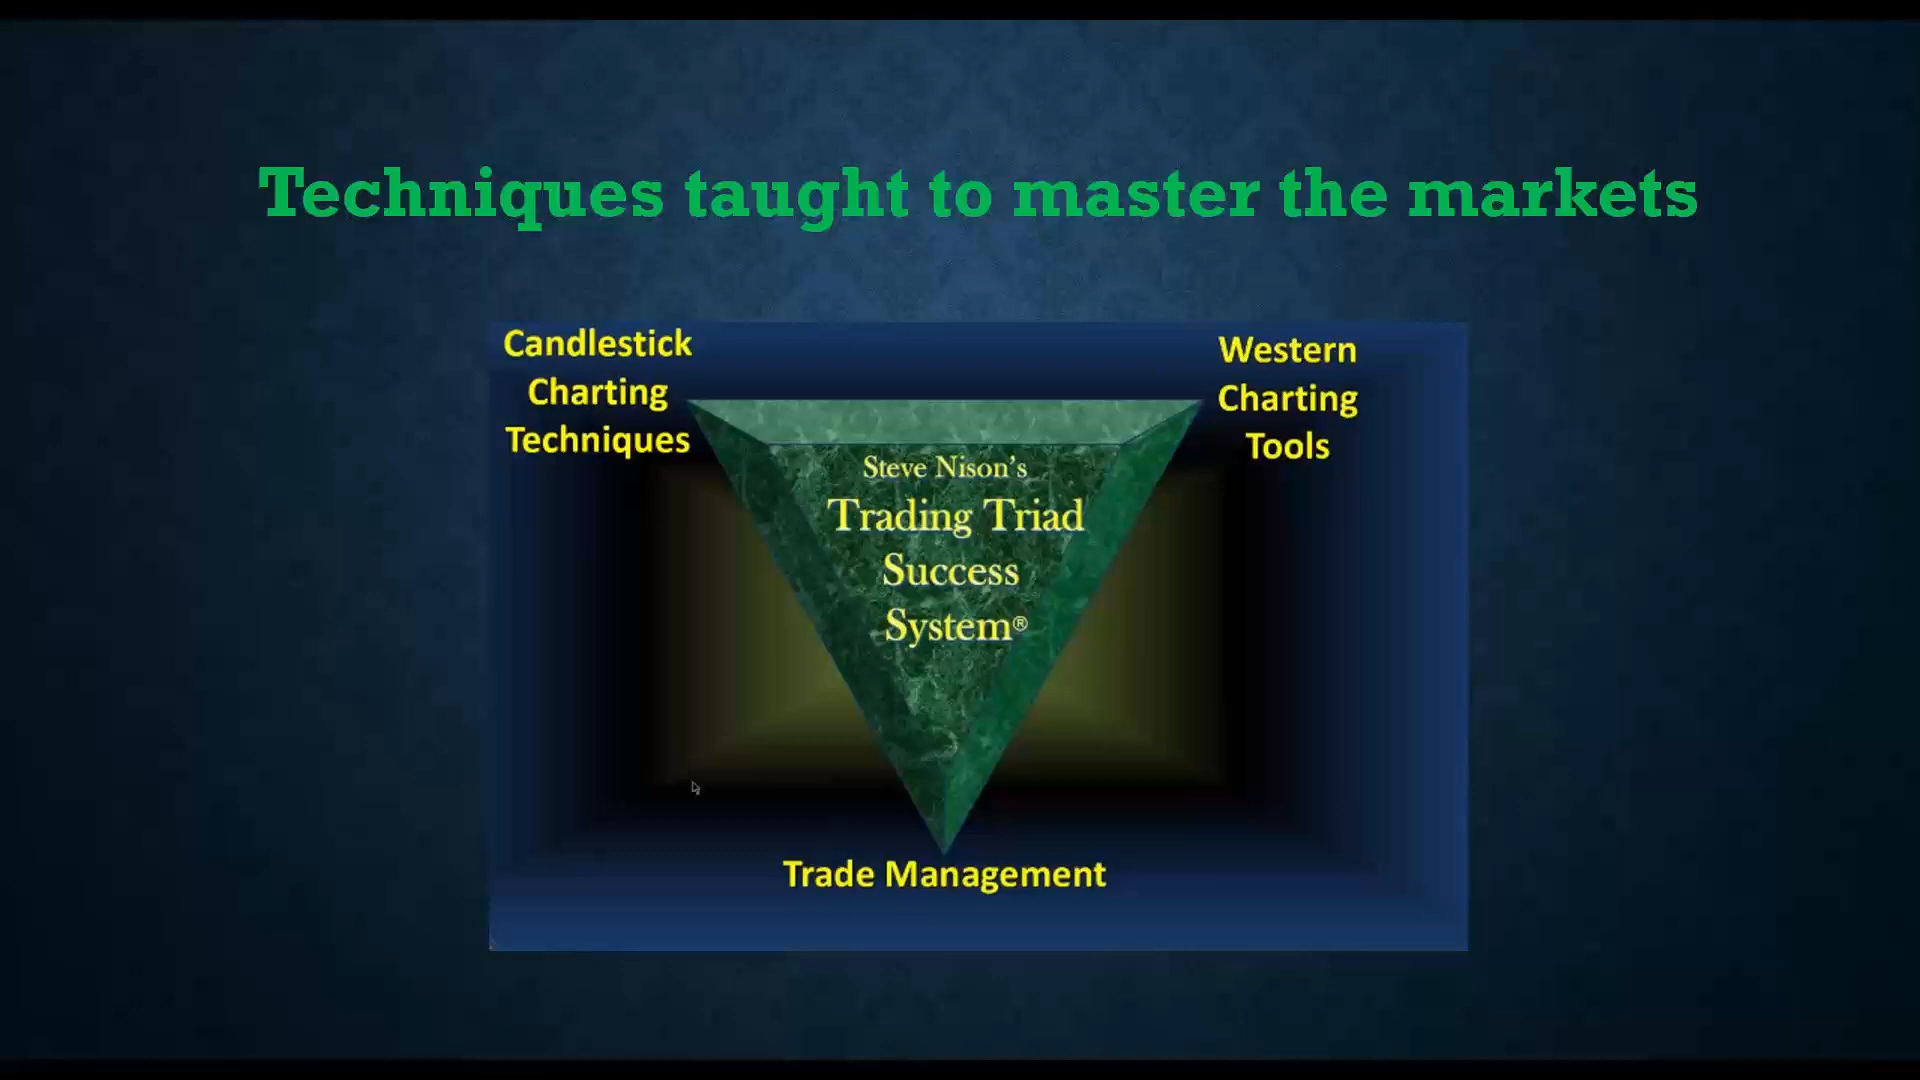 Techniques taught to master the markets
Candlestick
Charting
Techniques
Western
Charting
Tools
Steve Nison's
Trading Triad
Success
System®
Trade Management